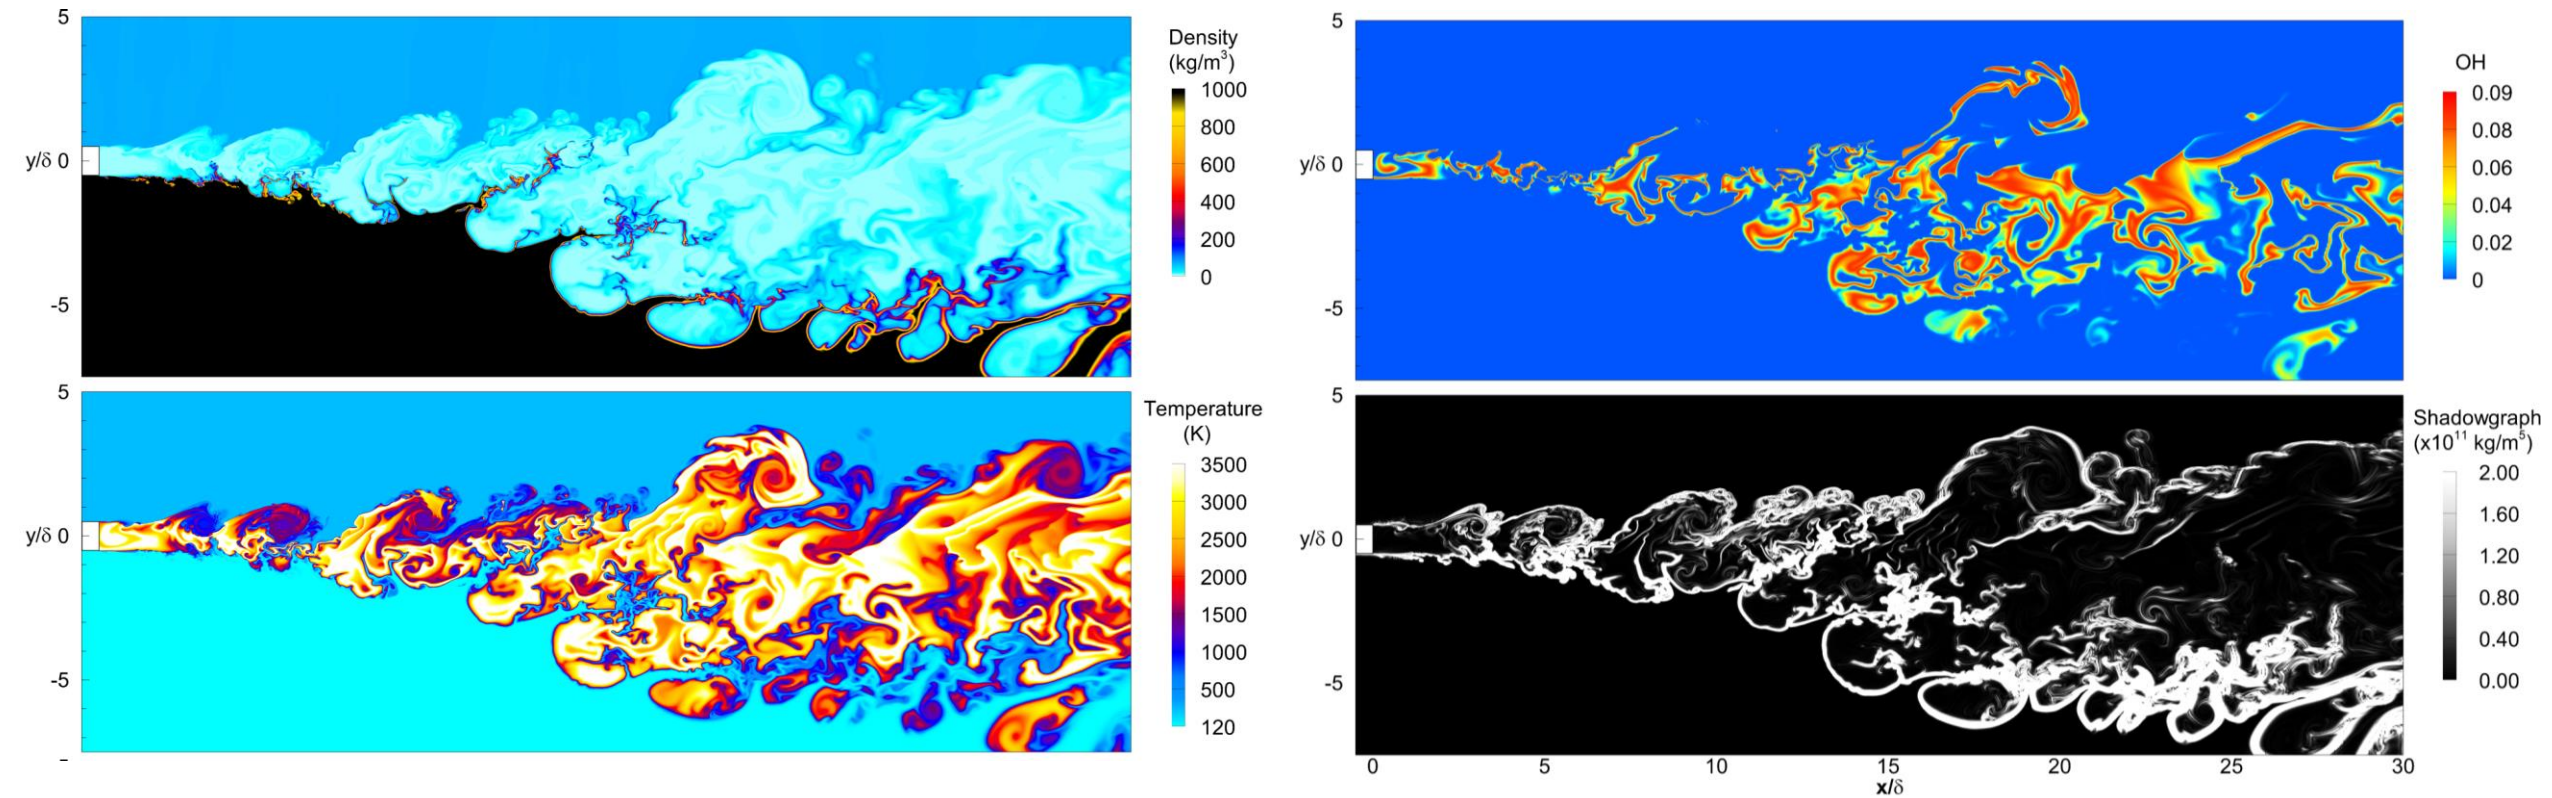 5
y/δ 0
-5
Density
(kg/m³)
1000
800
600
400
200
0
5
y/δ 0
-5
OH
0.09
0.08
0.06
0.04
0.02
0
5
y/δ 0
-5
Temperature
(K)
3500
3000
2500
2000
1500
1000
500
120
5
y/δ 0
-5
0 5 10 15 20 25 30
x/δ
Shadowgraph
(x10¹¹ kg/m⁵)
2.00
1.60
1.20
0.80
0.40
0.00